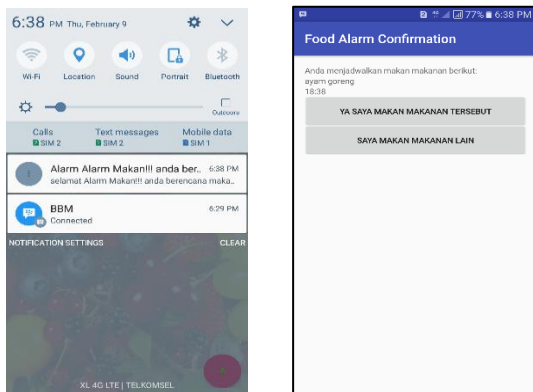 6:38 PM Thu, February 9
Wi-Fi Location Sound Portrait Bluetooth
Outdoors
Calls Text messages Mobile data
SIM 2 SIM 2 SIM 1
Alarm Alarm Makan!!! anda ber.. 6:38 PM
selamat Alarm Makan!!! anda berencana maka..
BBM 6:29 PM
Connected
NOTIFICATION SETTINGS CLEAR
XL 4G LTE | TELKOMSEL
77% 6:38 PM
Food Alarm Confirmation
Anda menjadwalkan makan makanan berikut:
ayam goreng
18:38
YA SAYA MAKAN MAKANAN TERSEBUT
SAYA MAKAN MAKANAN LAIN